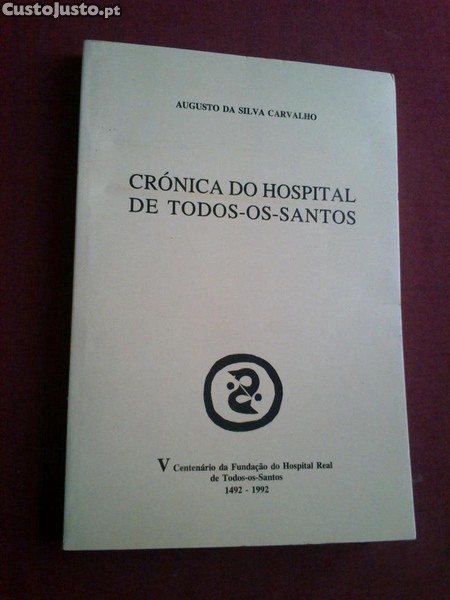 CustoJusto.pt
AUGUSTO DA SILVA CARVALHO
CRÓNICA DO HOSPITAL
DE TODOS-OS-SANTOS
V Centenário da Fundação do Hospital Real
de Todos-os-Santos
1492 - 1992